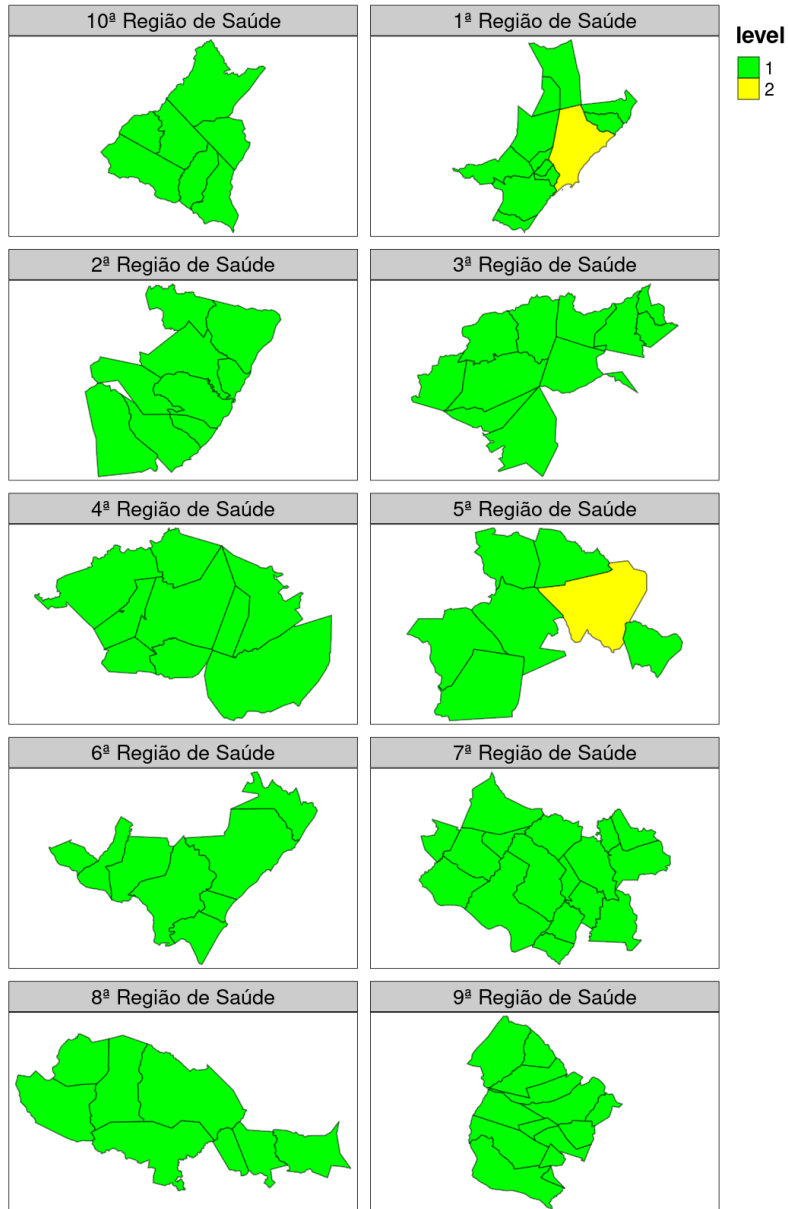 10ª Região de Saúde
1ª Região de Saúde
level
1
2
2ª Região de Saúde
3ª Região de Saúde
4ª Região de Saúde
5ª Região de Saúde
6ª Região de Saúde
7ª Região de Saúde
8ª Região de Saúde
9ª Região de Saúde